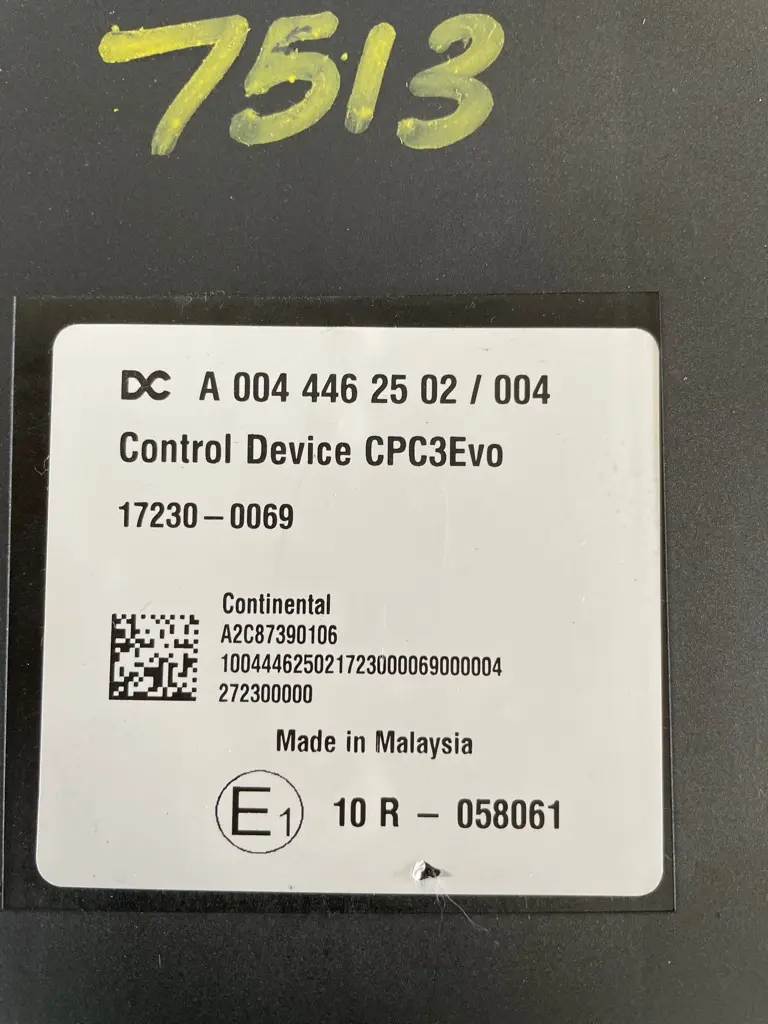 7513
DC A 004 446 25 02 / 004
Control Device CPC3Evo
17230 – 0069
Continental
A2C87390106
10044462502172300006900004
272300000
Made in Malaysia
E1 10 R – 058061